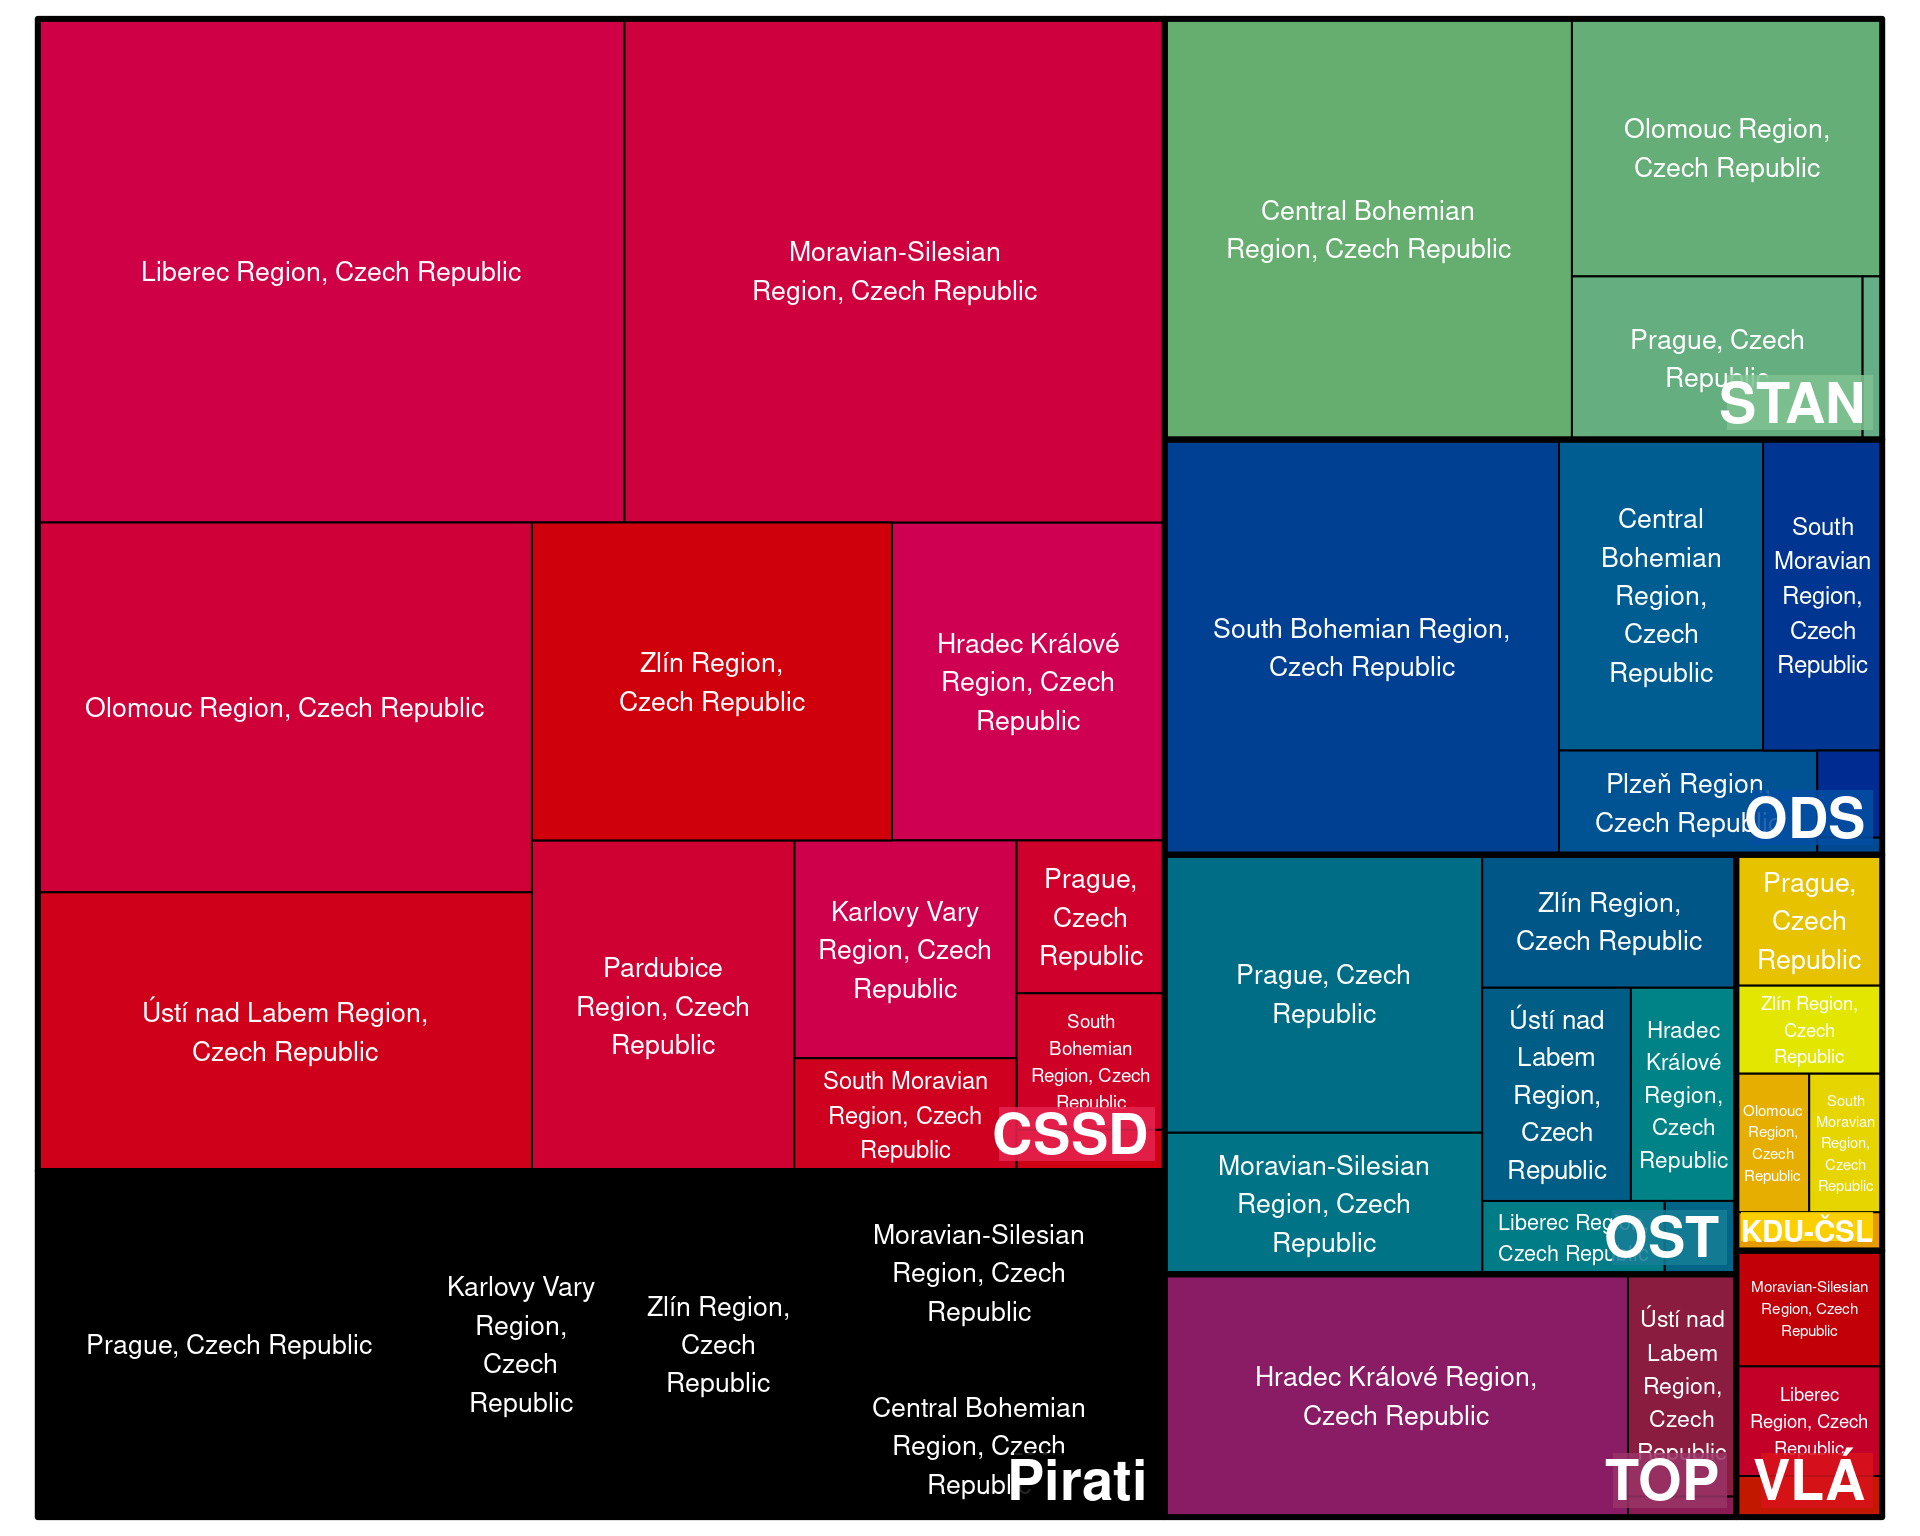 Liberec Region, Czech Republic
Moravian-Silesian
Region, Czech Republic
Olomouc Region, Czech Republic
Zlín Region,
Czech Republic
Hradec Králové
Region, Czech
Republic
Ústí nad Labem Region,
Czech Republic
Pardubice
Region, Czech
Republic
Karlovy Vary
Region, Czech
Republic
Prague,
Czech
Republic
South Moravian
Region, Czech
Republic
South
Bohemian
Region, Czech
Republic
CSSD
Prague, Czech Republic
Karlovy Vary
Region,
Czech
Republic
Zlín Region,
Czech
Republic
Moravian-Silesian
Region, Czech
Republic
Central Bohemian
Region, Czech
Republic
Pirati
Central Bohemian
Region, Czech Republic
Olomouc Region,
Czech Republic
Prague, Czech
Republic
STAN
South Bohemian Region,
Czech Republic
Central
Bohemian
Region,
Czech
Republic
South
Moravian
Region,
Czech
Republic
Plzeň Region,
Czech Republic
ODS
Prague, Czech
Republic
Moravian-Silesian
Region, Czech
Republic
Zlín Region,
Czech Republic
Ústí nad
Labem
Region,
Czech
Republic
Hradec
Králové
Region,
Czech
Republic
Liberec Region,
Czech Republic
OST
Prague,
Czech
Republic
Zlín Region,
Czech
Republic
Olomouc
Region,
Czech
Republic
South
Moravian
Region,
Czech
Republic
KDU-ČSL
Hradec Králové Region,
Czech Republic
Ústí nad
Labem
Region,
Czech
Republic
TOP
Moravian-Silesian
Region, Czech
Republic
Liberec
Region, Czech
Republic
VLÁ